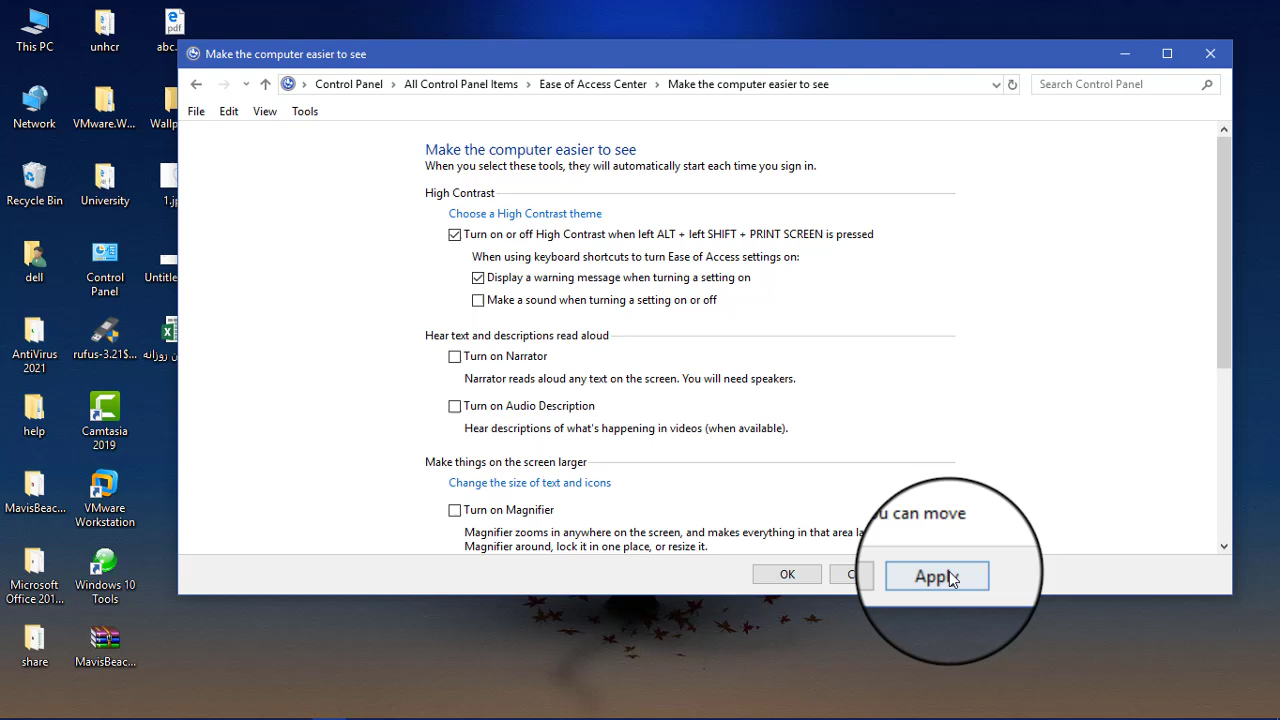 This PC
unhcr
abc.
Network
VMware.W...
Wallp
Recycle Bin
University
1.jp
dell
Control
Panel
Untitle
AntiVirus
2021
rufus-3.21$...
ن روزانه
help
Camtasia
2019
MavisBeac...
VMware
Workstation
Microsoft
Office 201...
Windows 10
Tools
share
MavisBeac...
pdf
Make the computer easier to see
Control Panel > All Control Panel Items > Ease of Access Center > Make the computer easier to see
Search Control Panel
File Edit View Tools
Make the computer easier to see
When you select these tools, they will automatically start each time you sign in.
High Contrast
Choose a High Contrast theme
Turn on or off High Contrast when left ALT + left SHIFT + PRINT SCREEN is pressed
When using keyboard shortcuts to turn Ease of Access settings on:
Display a warning message when turning a setting on
Make a sound when turning a setting on or off
Hear text and descriptions read aloud
Turn on Narrator
Narrator reads aloud any text on the screen. You will need speakers.
Turn on Audio Description
Hear descriptions of what's happening in videos (when available).
Make things on the screen larger
Change the size of text and icons
Turn on Magnifier
Magnifier zooms in anywhere on the screen, and makes everything in that area la
Magnifier around, lock it in one place, or resize it.
u can move
OK
C
Apply